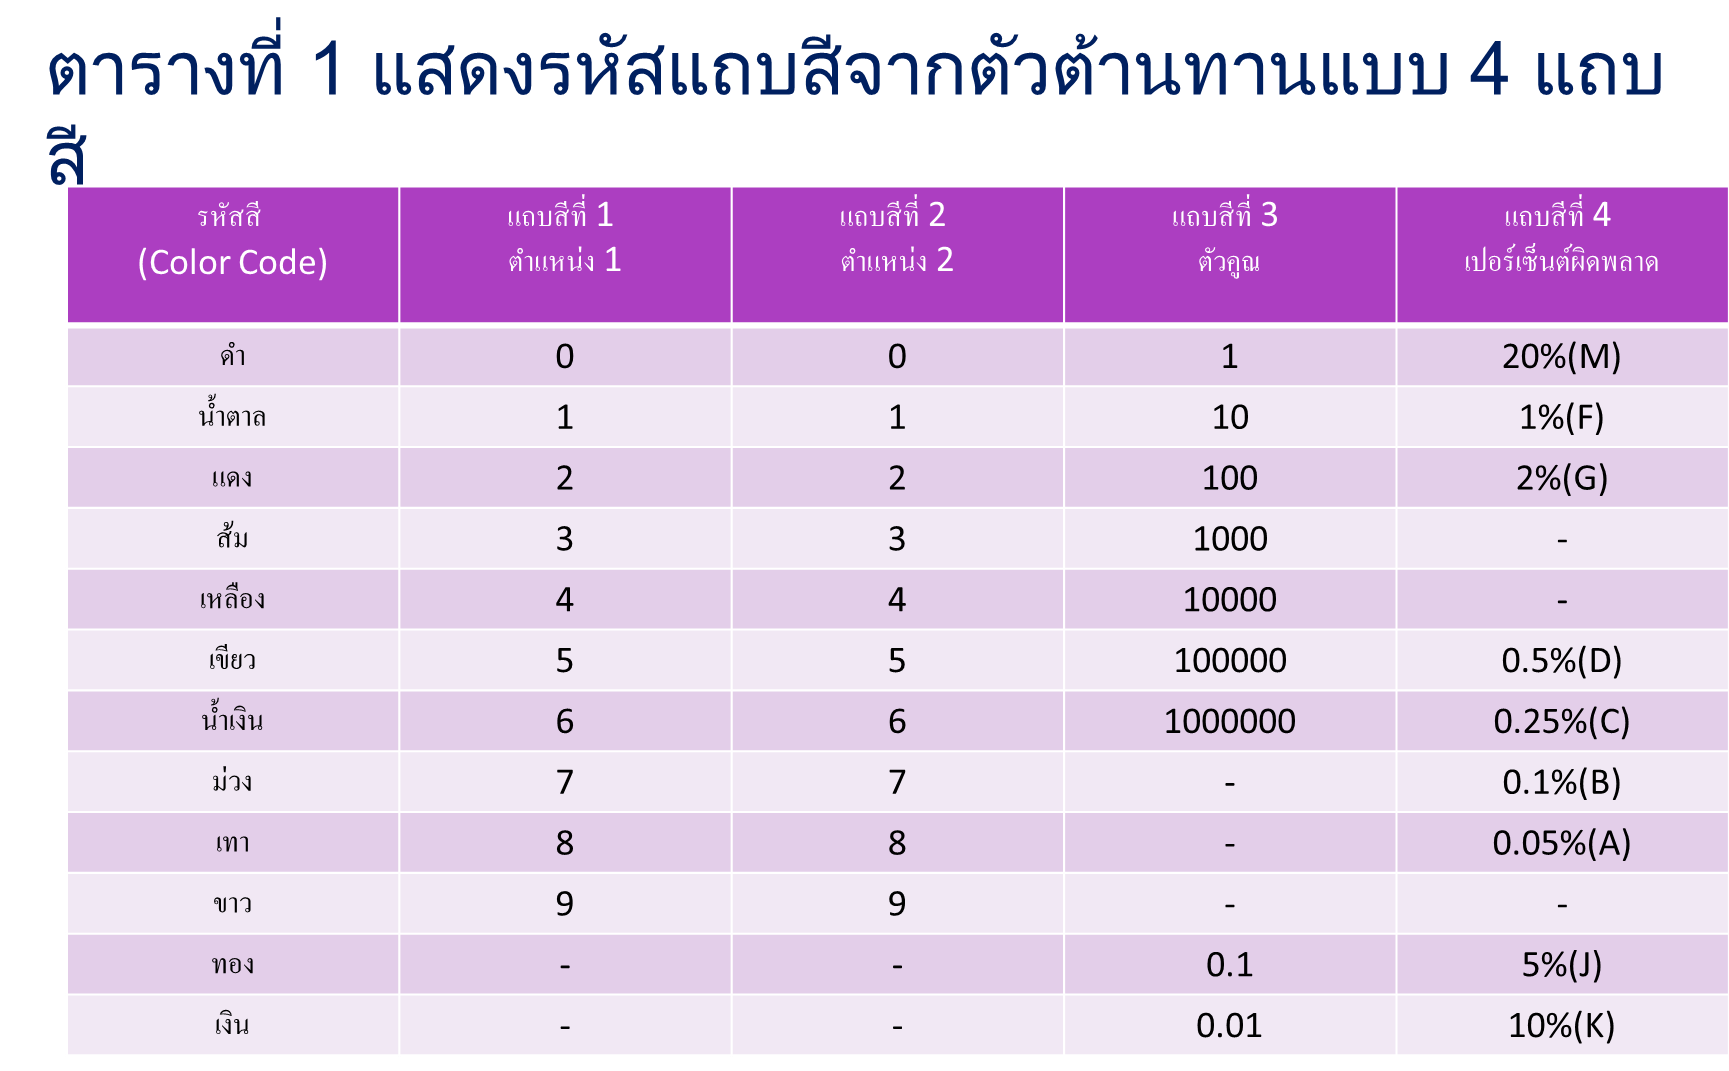 ตารางที่ 1 แสดงรหัสแถบสีจากตัวต้านทานแบบ 4 แถบ
สี
รหัสสี แถบสีที่ 1 แถบสีที่ 2 แถบสีที่ 3 แถบสีที่ 4
(Color Code) ตำแหน่ง 1 ตำแหน่ง 2 ตัวคูณ เปอร์เซ็นต์ผิดพลาด
ดำ 0 0 1 20%(M)
น้ำตาล 1 1 10 1%(F)
แดง 2 2 100 2%(G)
ส้ม 3 3 1000 -
เหลือง 4 4 10000 -
เขียว 5 5 100000 0.5%(D)
น้ำเงิน 6 6 1000000 0.25%(C)
ม่วง 7 7 - 0.1%(B)
เทา 8 8 - 0.05%(A)
ขาว 9 9 - -
ทอง - - 0.1 5%(J)
เงิน - - 0.01 10%(K)